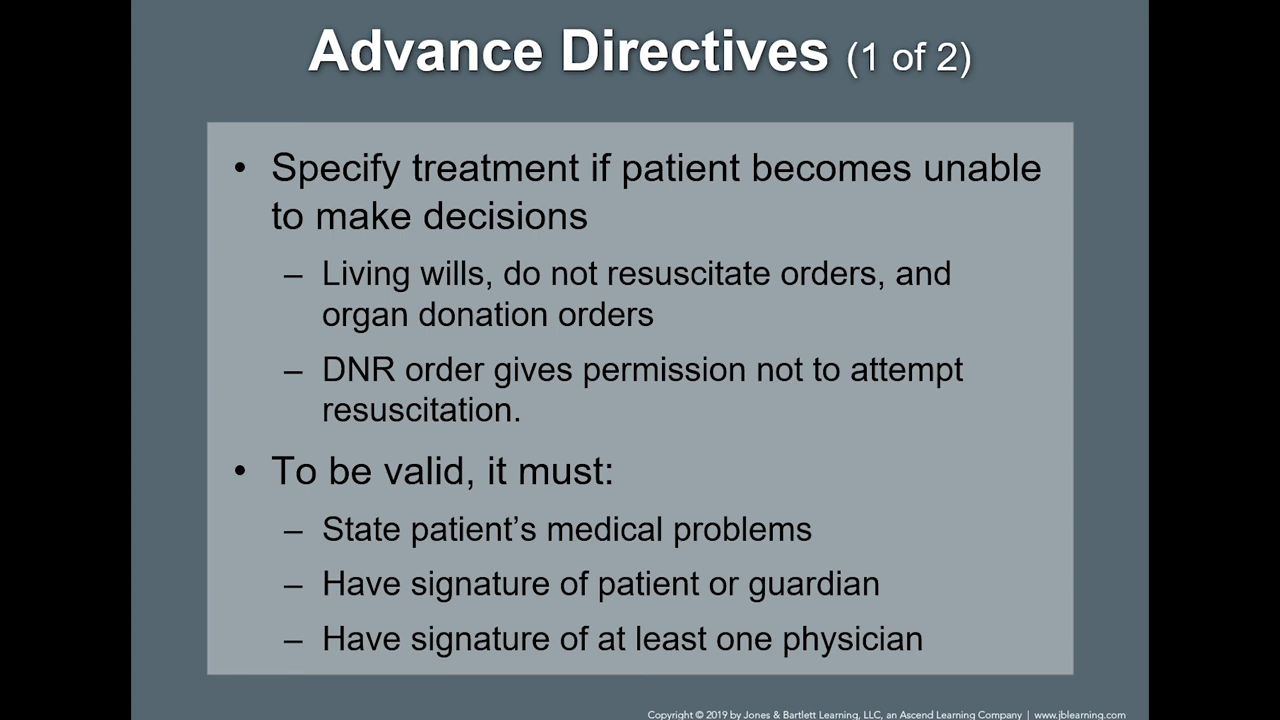 Advance Directives (1 of 2)
• Specify treatment if patient becomes unable
to make decisions
– Living wills, do not resuscitate orders, and
organ donation orders
– DNR order gives permission not to attempt
resuscitation.
• To be valid, it must:
– State patient’s medical problems
– Have signature of patient or guardian
– Have signature of at least one physician
Copyright © 2019 by Jones & Bartlett Learning, LLC, an Ascend Learning Company | www.jblearning.com